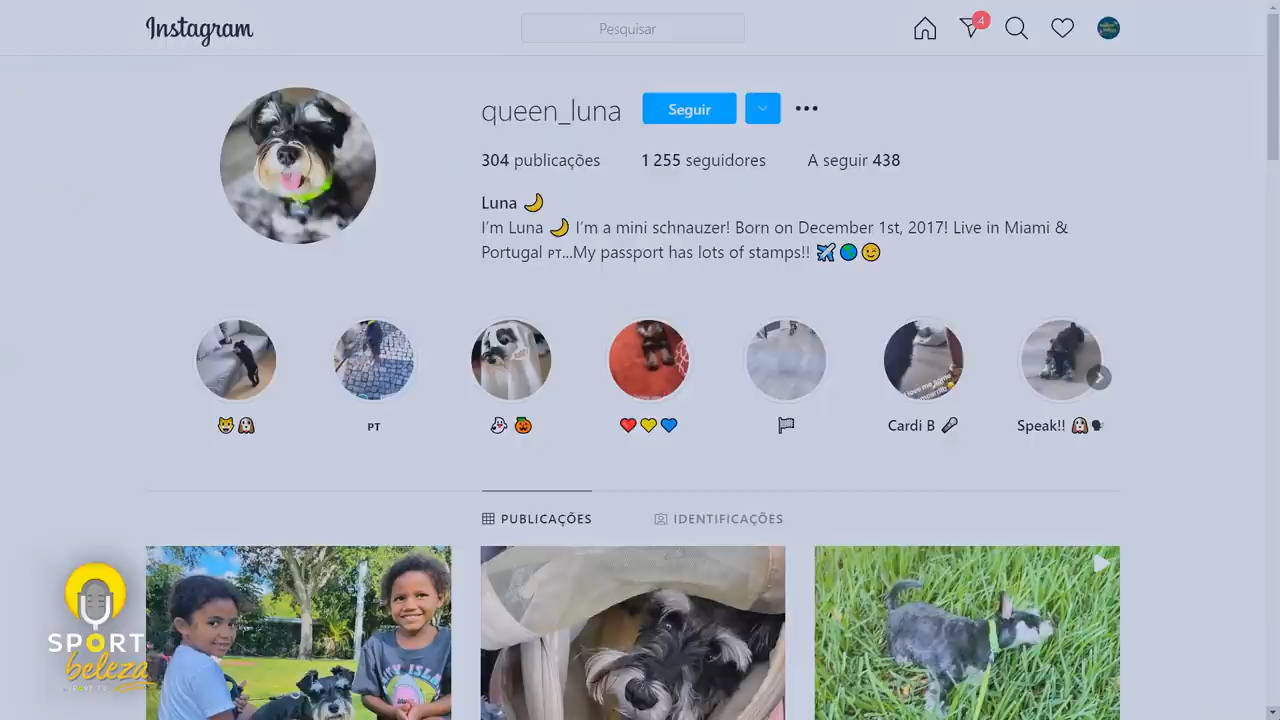 Instagram
Pesquisar
4
queen_luna
Seguir
304 publicações
1 255 seguidores
A seguir 438
Luna 🌙
I'm Luna 🌙 I'm a mini schnauzer! Born on December 1st, 2017! Live in Miami &
Portugal PT...My passport has lots of stamps!! ✈️🌍😉
PT
Cardi B 🎤
Speak!! 🐶🗣
PUBLICAÇÕES
IDENTIFICAÇÕES
SPORT
beleza